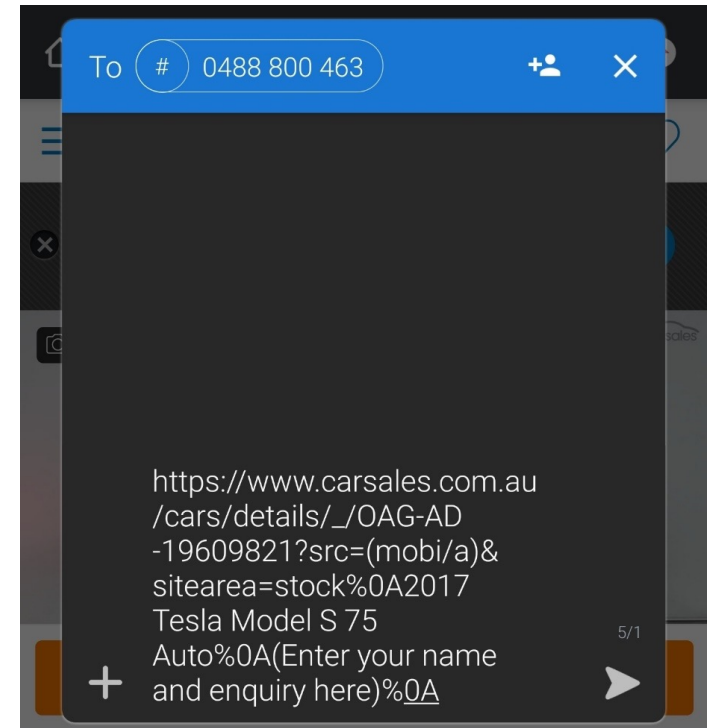 To # 0488 800 463
sales
https://www.carsales.com.au
/cars/details/_/OAG-AD
-19609821?src=(mobi/a)&
sitearea=stock%0A2017
Tesla Model S 75
5/1
Auto%0A(Enter your name
and enquiry here)%0A